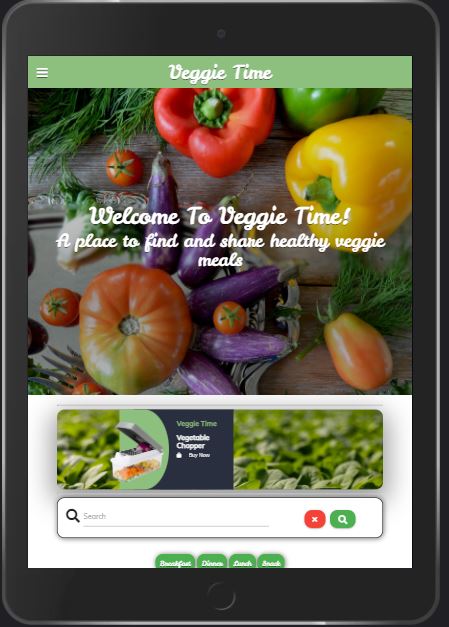 Veggie Time
Welcome To Veggie Time!
A place to find and share healthy veggie
meals
Veggie Time
Vegetable
Chopper
Buy Now
Search
Breakfast Dinner Lunch Snack